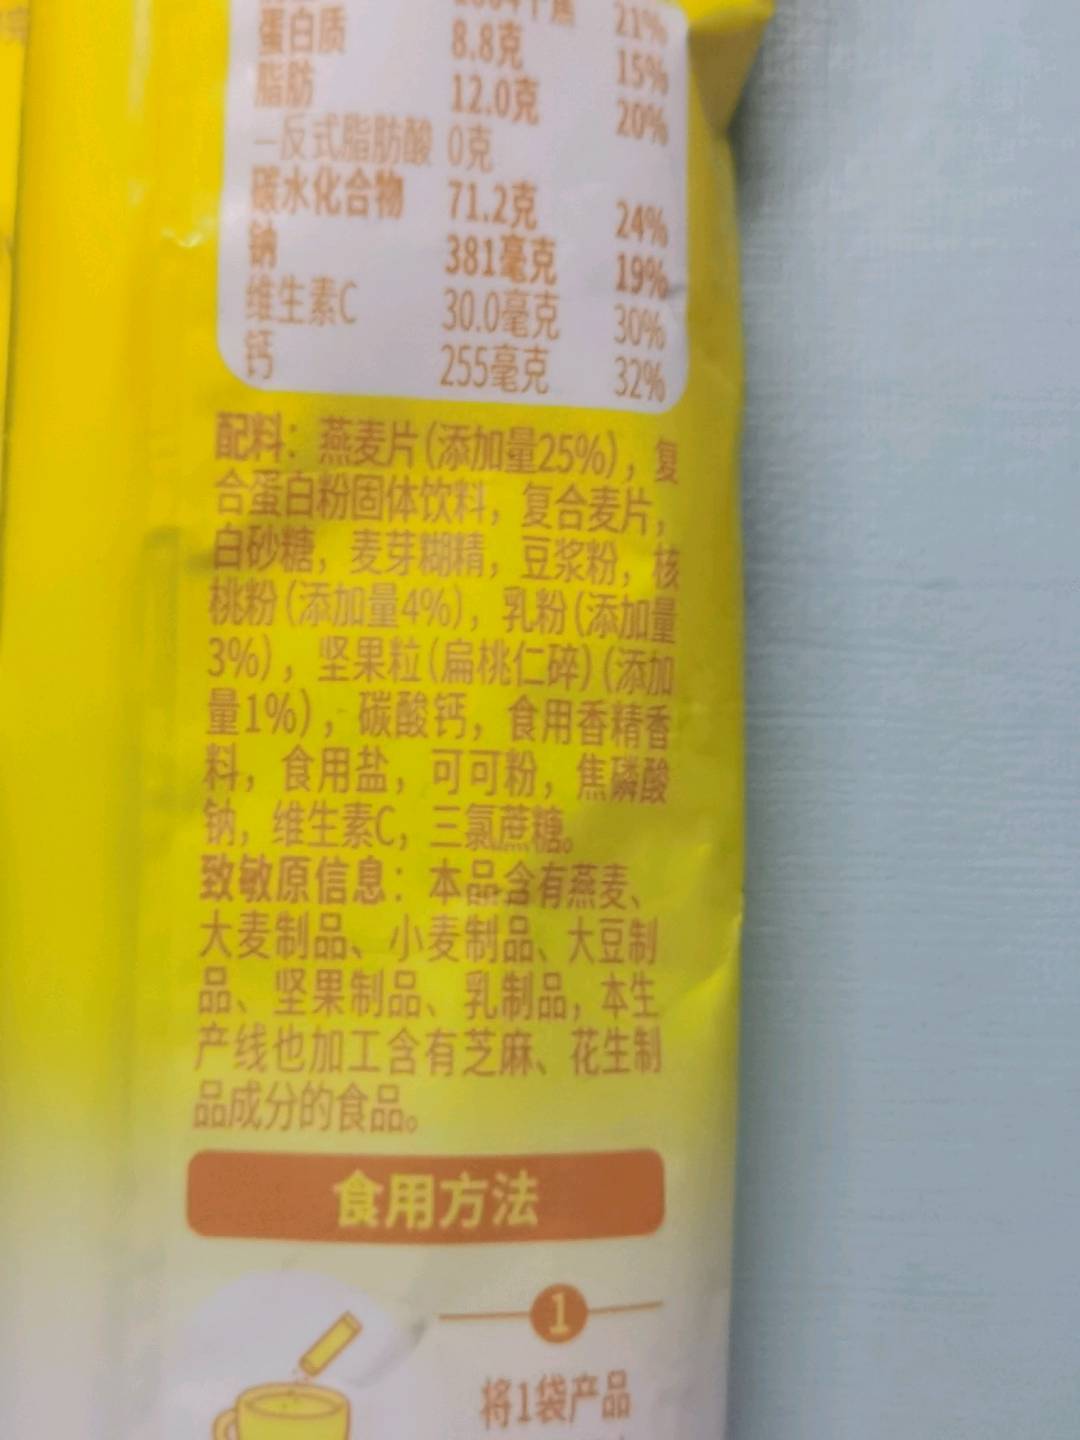 蛋白质 8.8克 15%
脂肪 12.0克 20%
—反式脂肪酸 0克
碳水化合物 71.2克 24%
钠 381毫克 19%
维生素C 30.0毫克 30%
钙 255毫克 32%
配料：燕麦片(添加量25%)，复
合蛋白粉固体饮料，复合麦片，
白砂糖，麦芽糊精，豆浆粉，核
桃粉(添加量4%)，乳粉(添加量
3%)，坚果粒(扁桃仁碎)(添加
量1%)，碳酸钙，食用香精香
料，食用盐，可可粉，焦磷酸
钠，维生素C，三氯蔗糖。
致敏原信息：本品含有燕麦、
大麦制品、小麦制品、大豆制
品、坚果制品、乳制品，本生
产线也加工含有芝麻、花生制
品成分的食品。
食用方法
1
将1袋产品